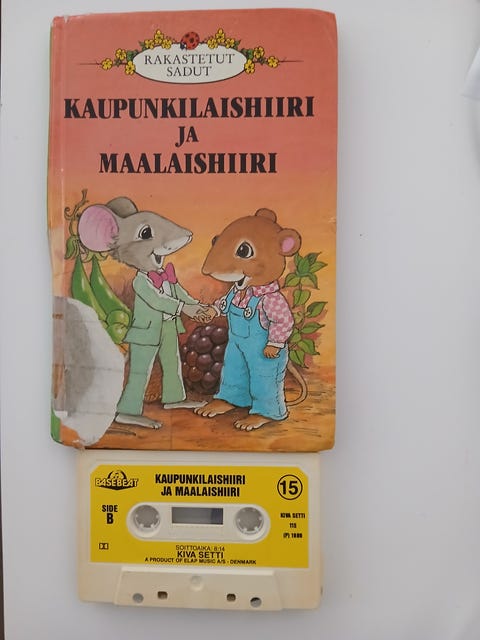 RAKASTETUT
SADUT
KAUPUNKILAISHIIRI
JA
MAALAISHIIRI
BASEBEAT
KAUPUNKILAISHIIRI
JA MAALAISHIIRI
15
SIDE
B
KIVA SETTI
115
SOITTOAIKA: 8:14
KIVA SETTI
A PRODUCT OF ELAP MUSIC A/S - DENMARK